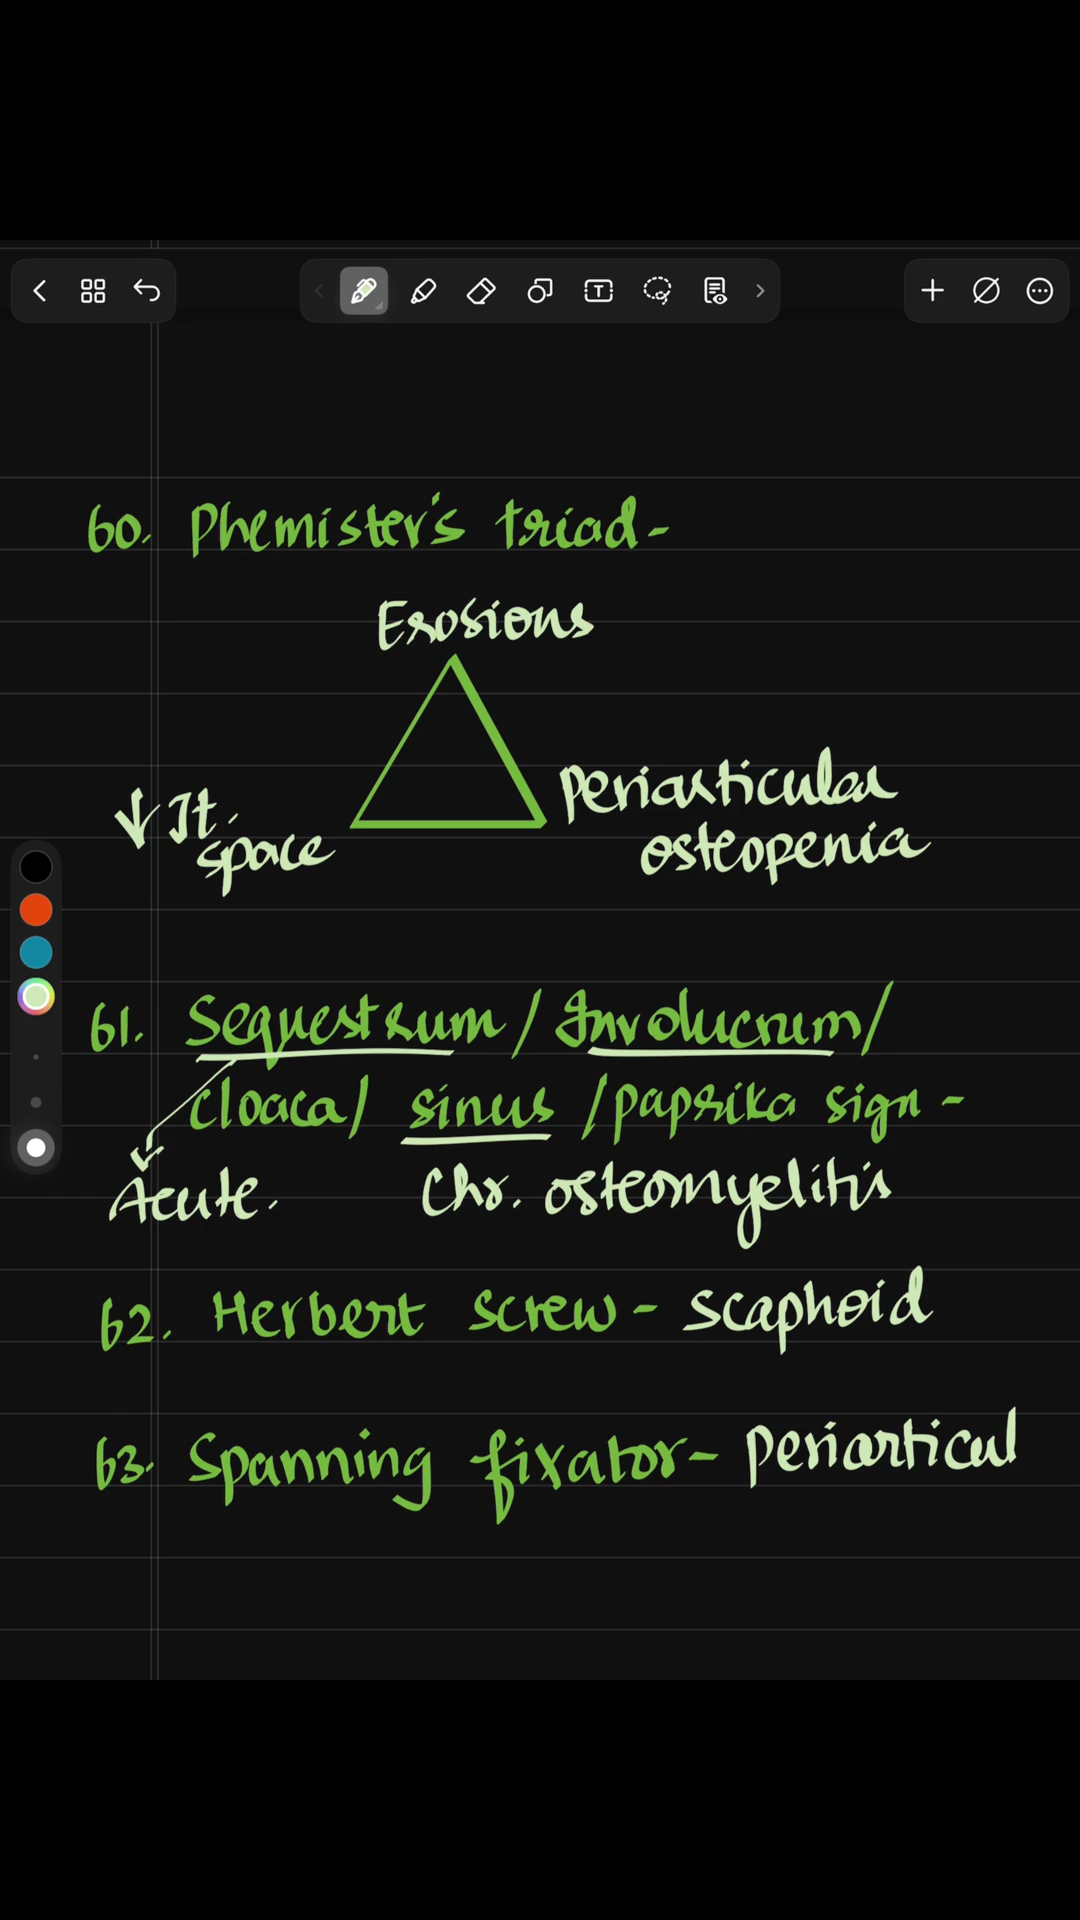 60. Phemister's triad-
Erosions
↓ Jt. space
Periarticular osteopenia
61. Sequestrum / Involucrum /
cloaca / sinus / paprika sign -
Acute. Chr. osteomyelitis
62. Herbert screw - scaphoid
63. Spanning fixator - periarticul